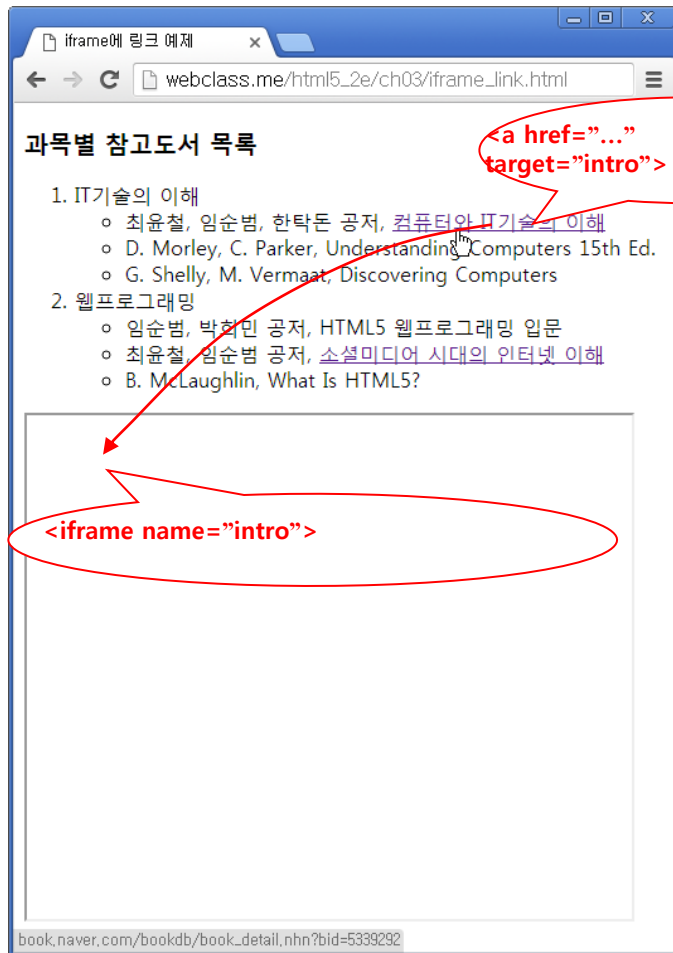 iframe에 링크 예제
webclass.me/html5_2e/ch03/iframe_link.html
과목별 참고도서 목록
<a href=”...”
target=”intro”>
1. IT기술의 이해
최윤철, 임순범, 한탁돈 공저, 컴퓨터와 IT기술의 이해
D. Morley, C. Parker, Understanding Computers 15th Ed.
G. Shelly, M. Vermaat, Discovering Computers
2. 웹프로그래밍
임순범, 박희민 공저, HTML5 웹프로그래밍 입문
최윤철, 임순범 공저, 소셜미디어 시대의 인터넷 이해
B. McLaughlin, What Is HTML5?
<iframe name=”intro”>
book.naver.com/bookdb/book_detail.nhn?bid=5339292